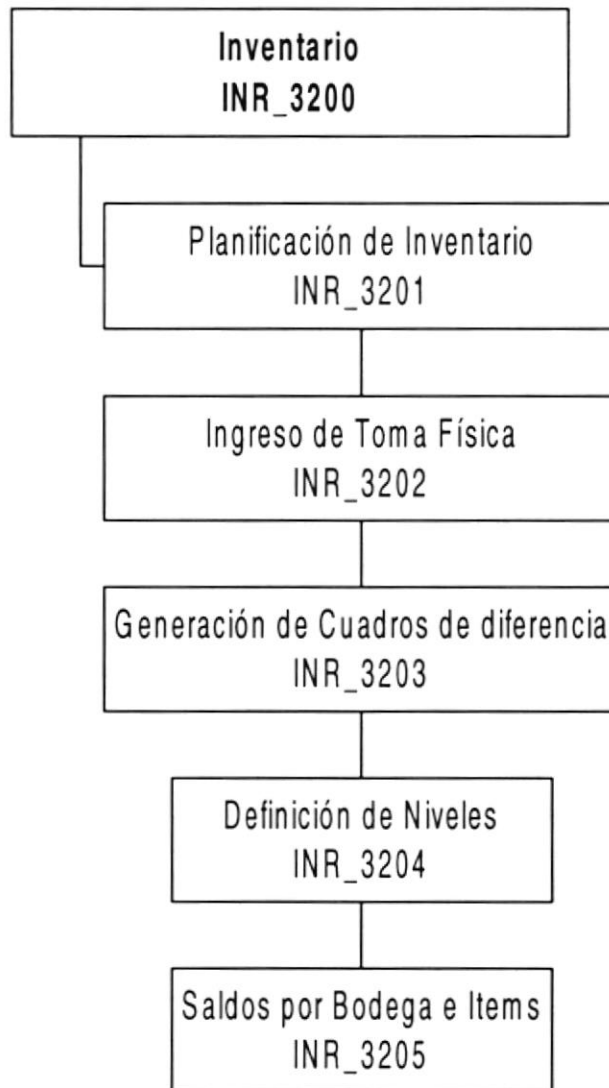 Inventario
INR_3200
Planificación de Inventario
INR_3201
Ingreso de Toma Física
INR_3202
Generación de Cuadros de diferencia
INR_3203
Definición de Niveles
INR_3204
Saldos por Bodega e Items
INR_3205